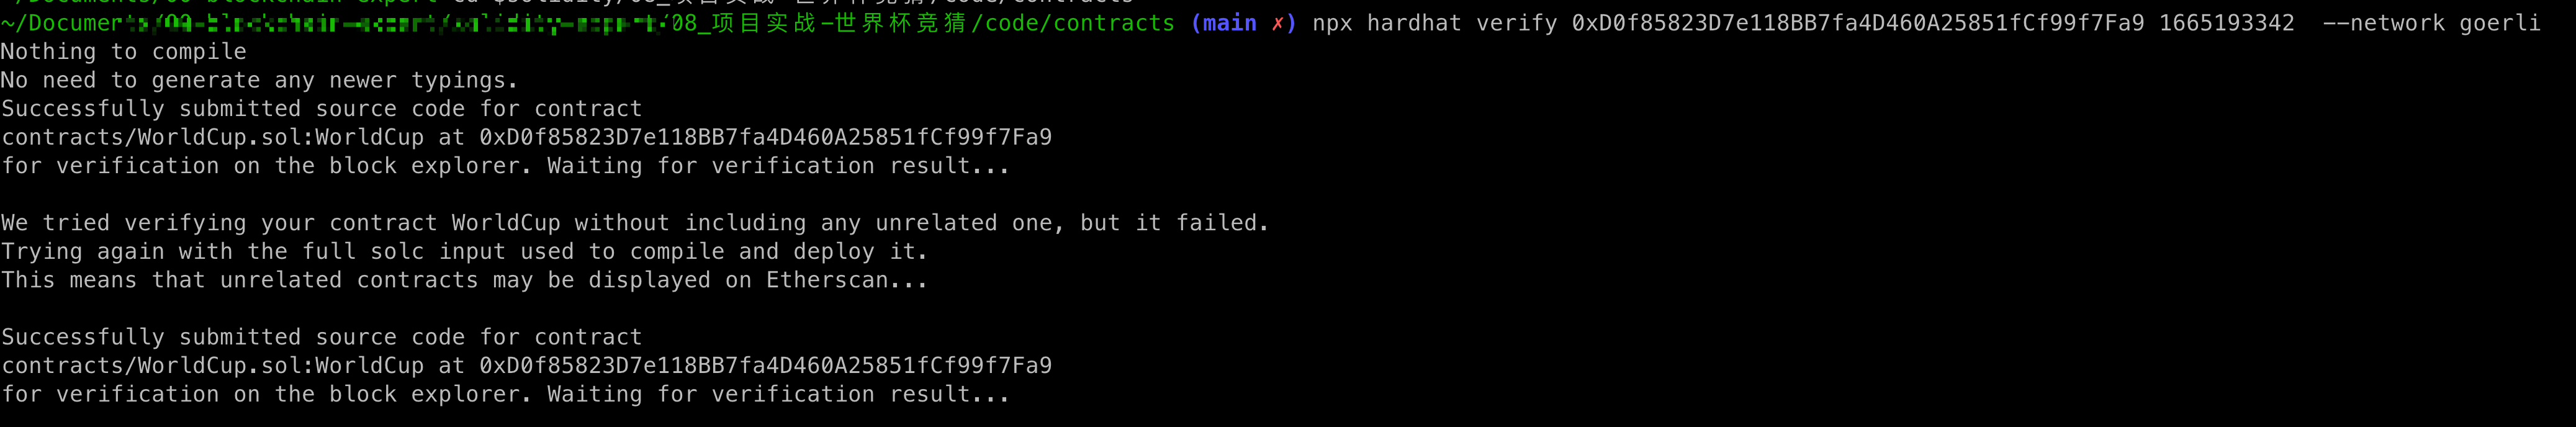 ~/Documen /08_项目实战-世界杯竞猜/code/contracts (main ✗) npx hardhat verify 0xD0f85823D7e118BB7fa4D460A25851fCf99f7Fa9 1665193342  --network goerli
Nothing to compile
No need to generate any newer typings.
Successfully submitted source code for contract
contracts/WorldCup.sol:WorldCup at 0xD0f85823D7e118BB7fa4D460A25851fCf99f7Fa9
for verification on the block explorer. Waiting for verification result...
We tried verifying your contract WorldCup without including any unrelated one, but it failed.
Trying again with the full solc input used to compile and deploy it.
This means that unrelated contracts may be displayed on Etherscan...
Successfully submitted source code for contract
contracts/WorldCup.sol:WorldCup at 0xD0f85823D7e118BB7fa4D460A25851fCf99f7Fa9
for verification on the block explorer. Waiting for verification result...